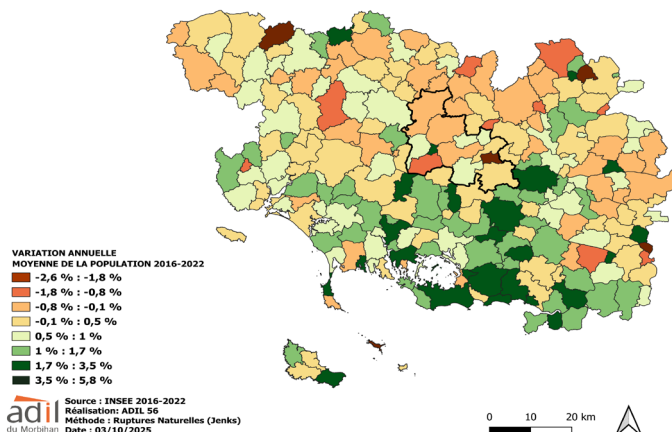 VARIATION ANNUELLE
MOYENNE DE LA POPULATION 2016-2022
-2,6 % : -1,8 %
-1,8 % : -0,8 %
-0,8 % : -0,1 %
-0,1 % : 0,5 %
0,5 % : 1 %
1 % : 1,7 %
1,7 % : 3,5 %
3,5 % : 5,8 %
adil
du Morbihan
Source : INSEE 2016-2022
Réalisation: ADIL 56
Méthode : Ruptures Naturelles (Jenks)
Date : 03/10/2025
0 10 20 km